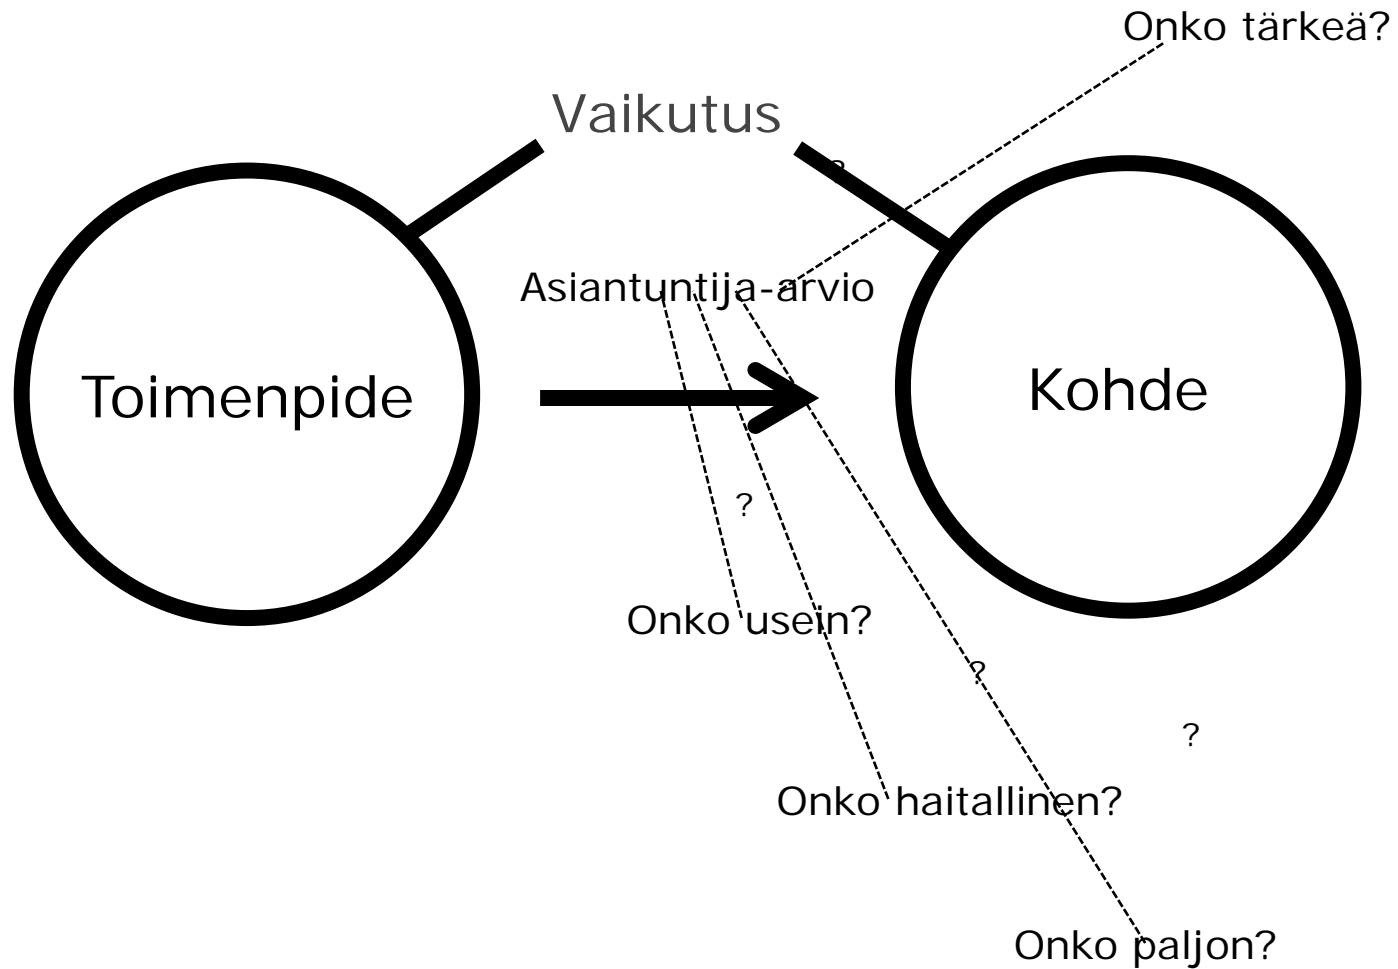 Onko tärkeä?
Vaikutus
?
Asiantuntija-arvio
Toimenpide
Kohde
?
Onko usein?
?
?
Onko haitallinen?
Onko paljon?